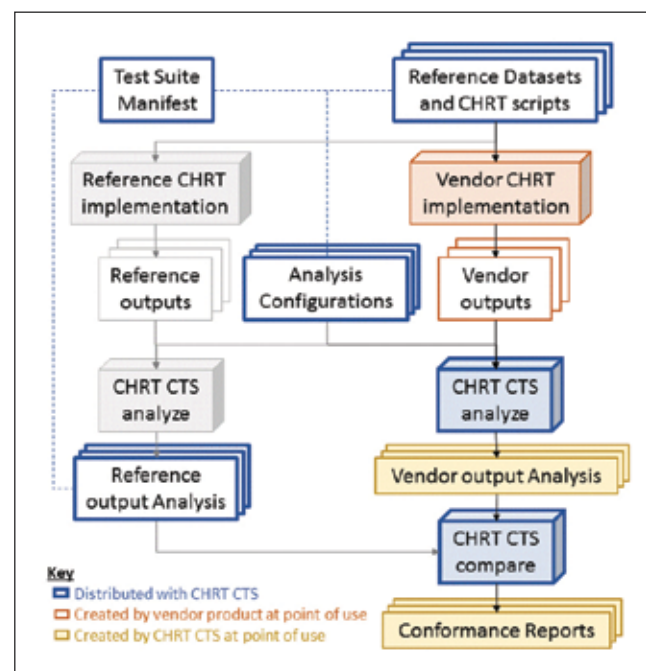 Test Suite
Manifest
Reference Datasets
and CHRT scripts
Reference CHRT
implementation
Vendor CHRT
implementation
Reference
outputs
Analysis
Configurations
Vendor
outputs
CHRT CTS
analyze
CHRT CTS
analyze
Reference
output Analysis
Vendor output Analysis
CHRT CTS
compare
Conformance Reports
Key
Distributed with CHRT CTS
Created by vendor product at point of use
Created by CHRT CTS at point of use